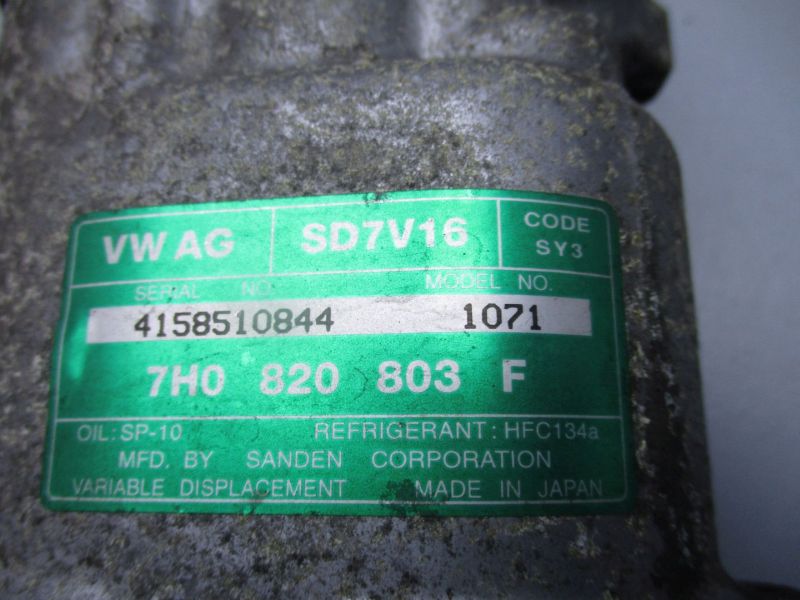 VW AG SD7V16 CODE SY3
SERIAL NO. MODEL NO.
4158510844 1071
7H0 820 803 F
OIL: SP-10 REFRIGERANT: HFC134a
MFD. BY SANDEN CORPORATION
VARIABLE DISPLACEMENT MADE IN JAPAN